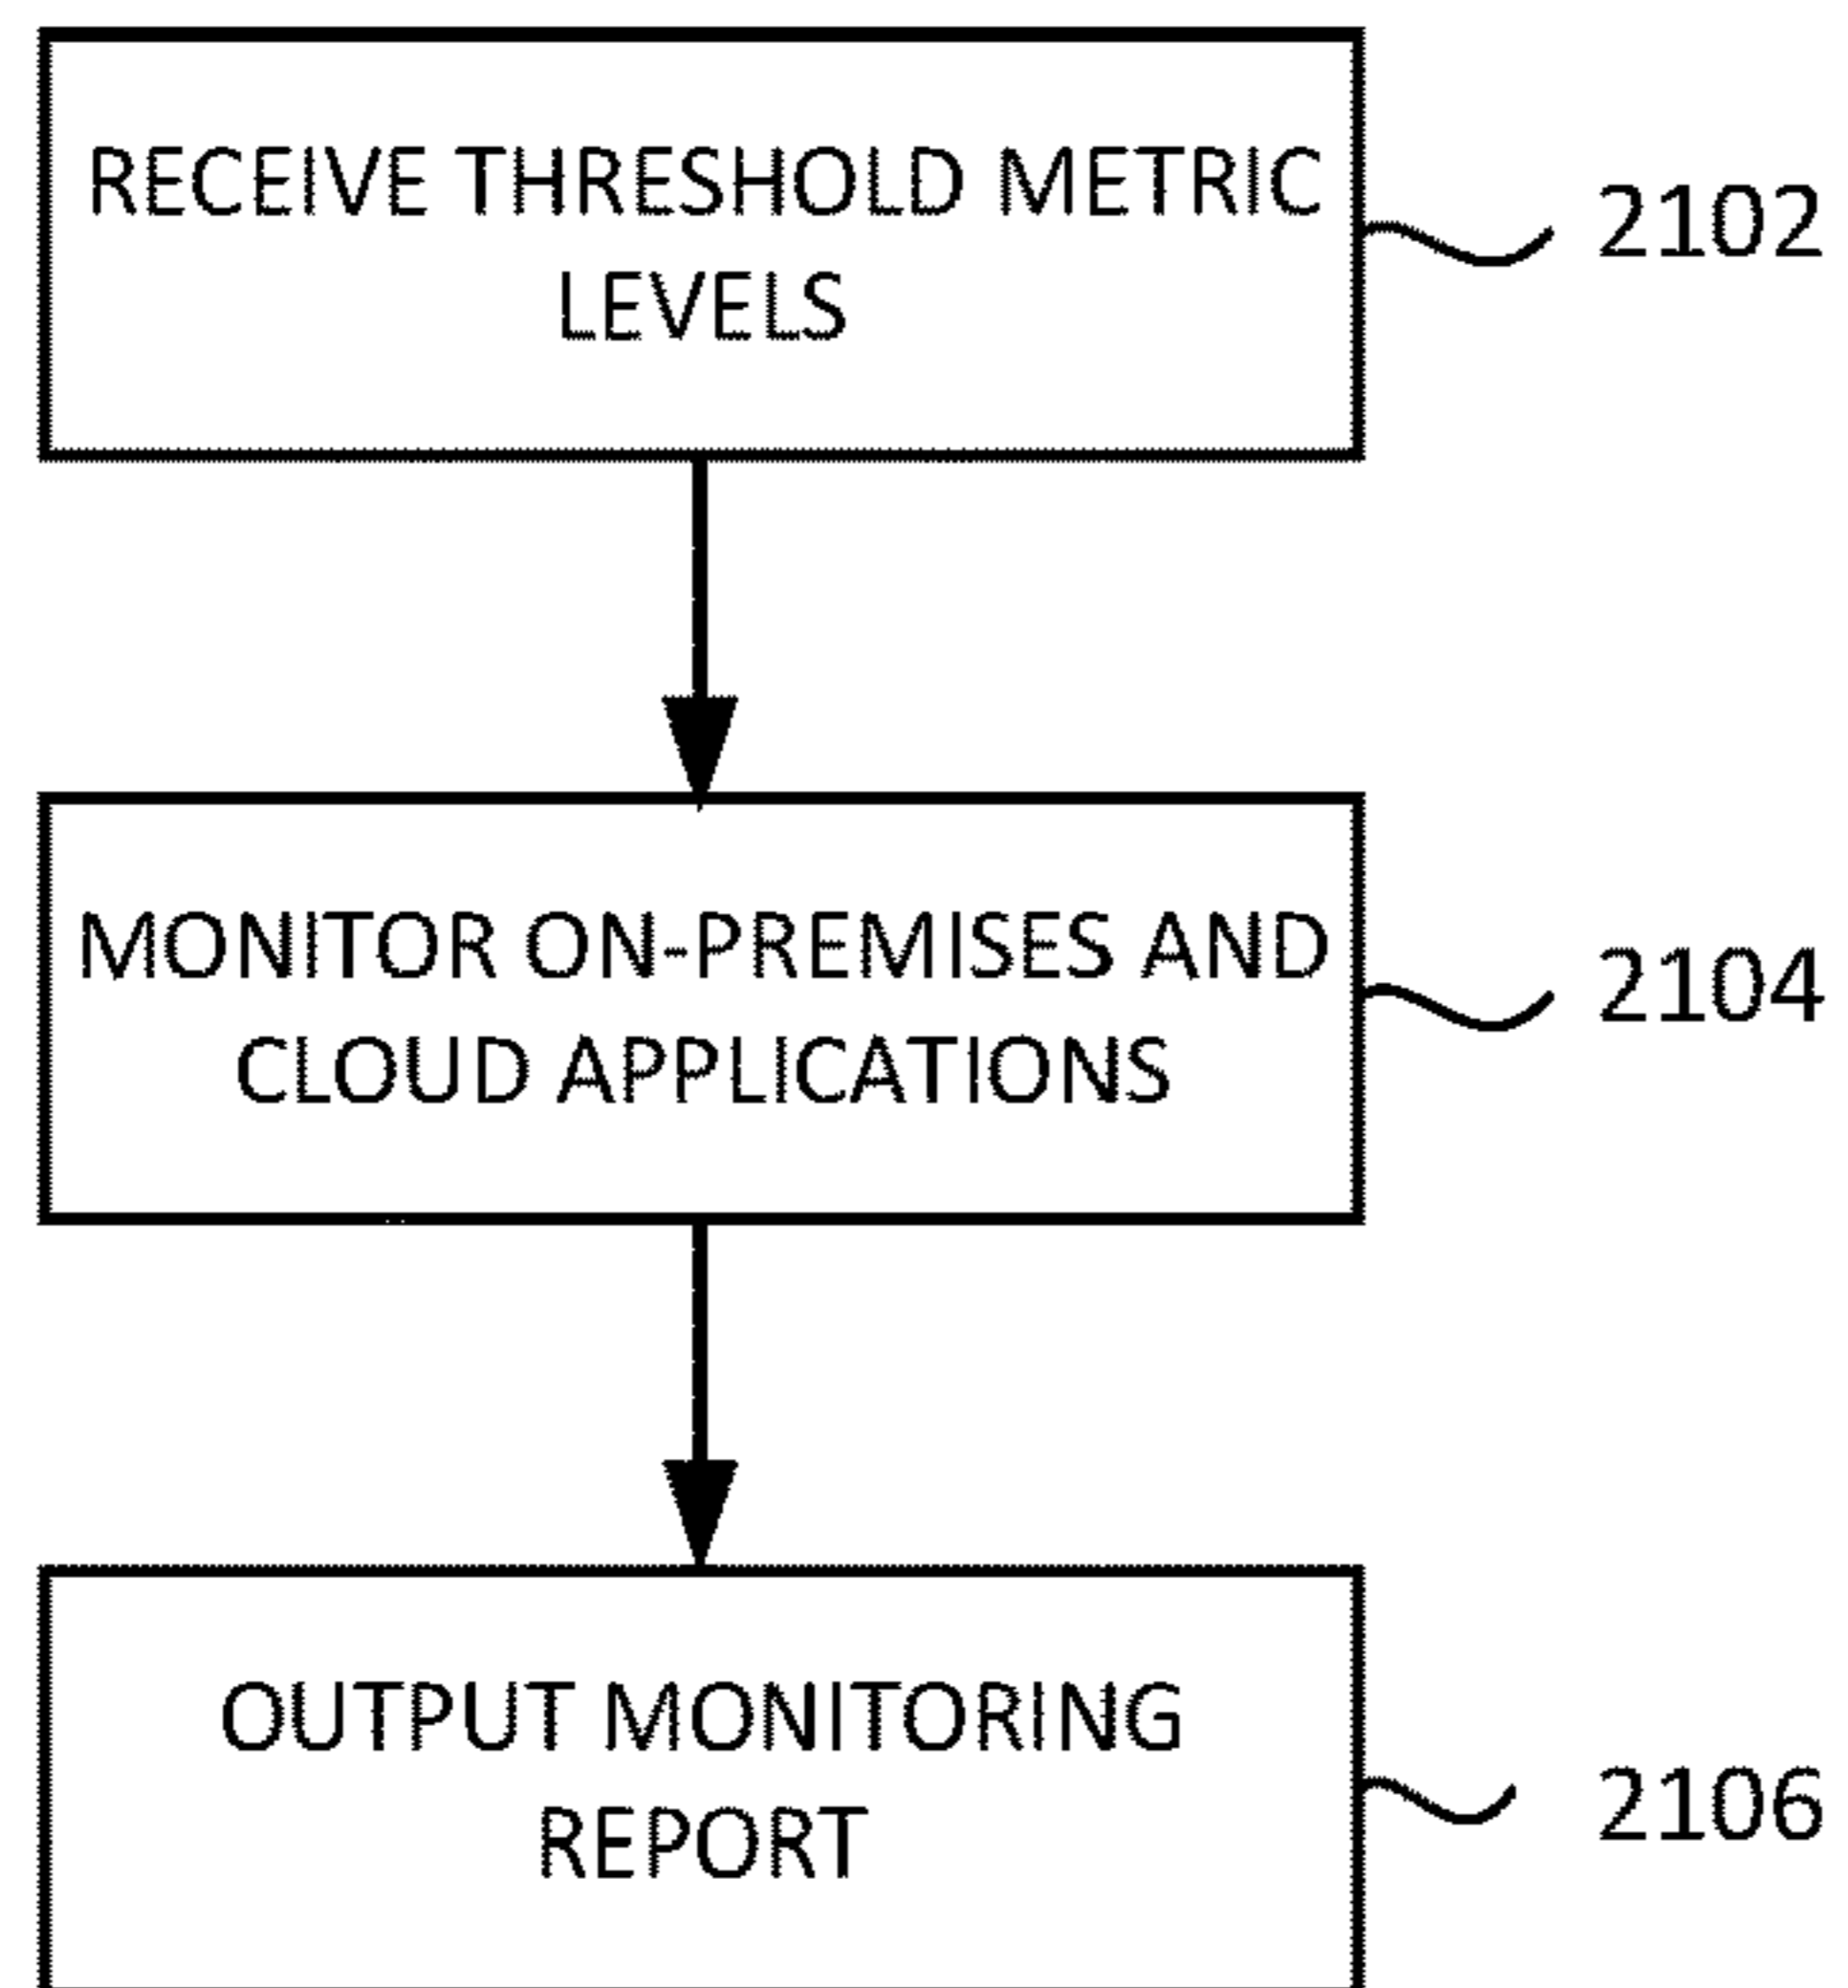 RECEIVE THRESHOLD METRIC
LEVELS
2102
MONITOR ON-PREMISES AND
CLOUD APPLICATIONS
2104
OUTPUT MONITORING
REPORT
2106